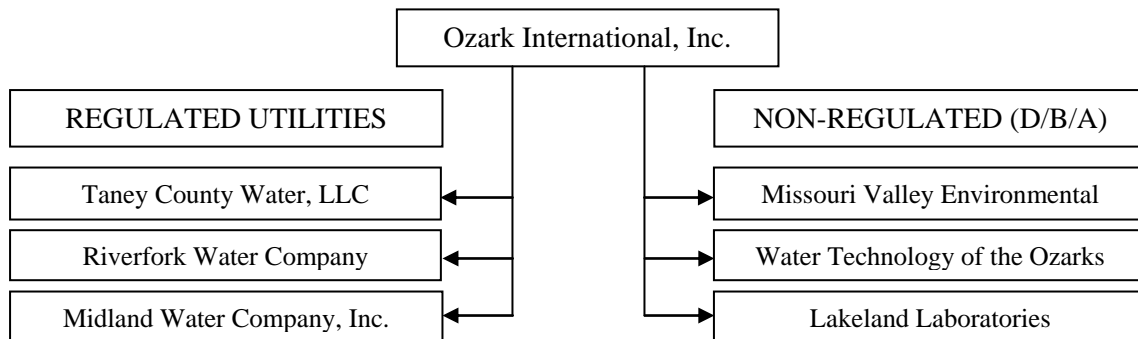 Ozark International, Inc.
REGULATED UTILITIES
NON-REGULATED (D/B/A)
Taney County Water, LLC
Missouri Valley Environmental
Riverfork Water Company
Water Technology of the Ozarks
Midland Water Company, Inc.
Lakeland Laboratories